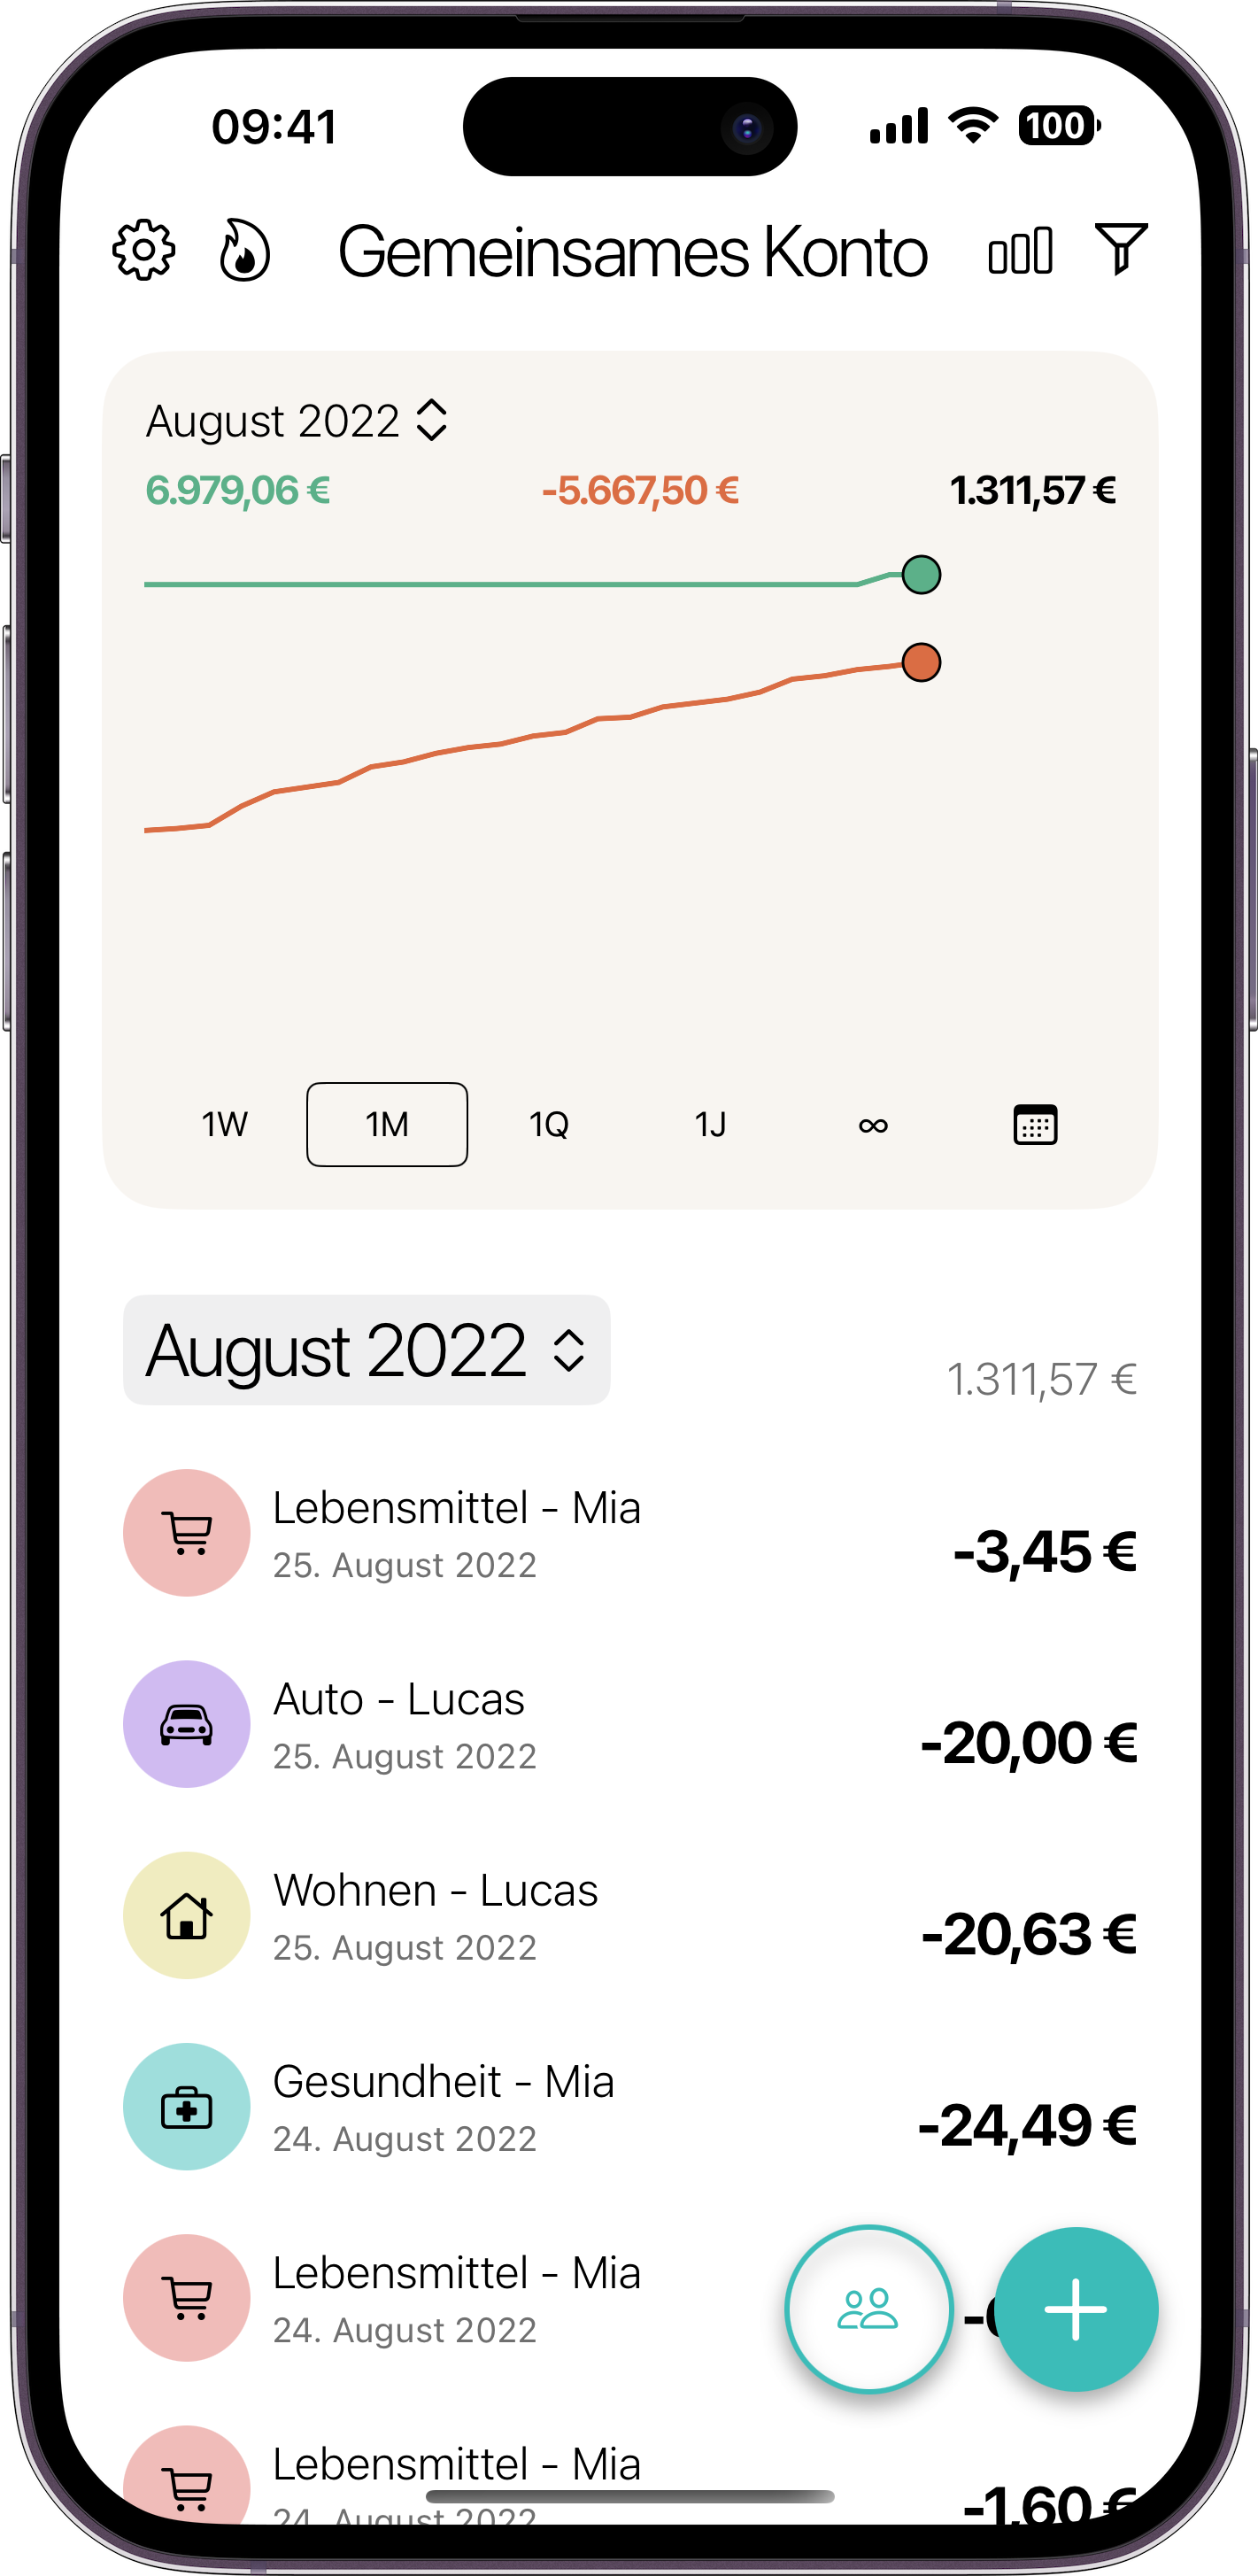 09:41
100
Gemeinsames Konto
August 2022
6.979,06 € -5.667,50 € 1.311,57 €
1W 1M 1Q 1J ∞
August 2022
1.311,57 €
Lebensmittel - Mia
25. August 2022
-3,45 €
Auto - Lucas
25. August 2022
-20,00 €
Wohnen - Lucas
25. August 2022
-20,63 €
Gesundheit - Mia
24. August 2022
-24,49 €
Lebensmittel - Mia
24. August 2022
Lebensmittel - Mia
24. August 2022
-1,60 €